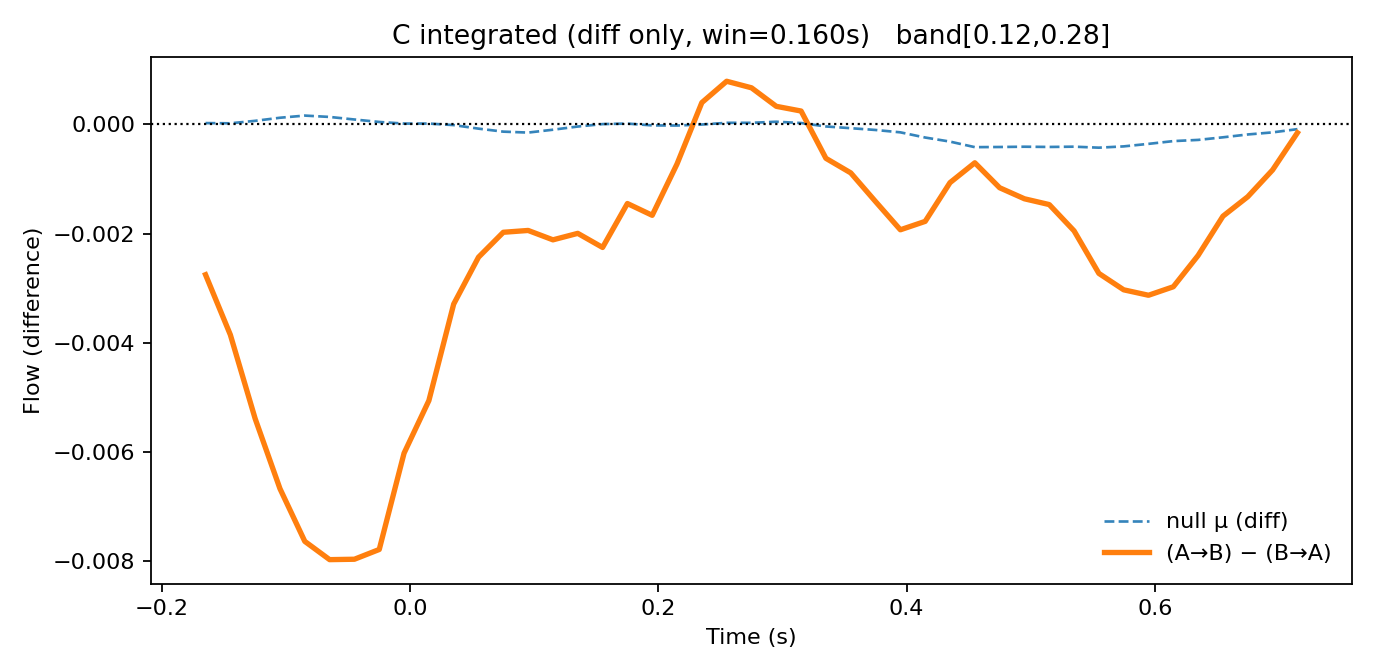 C integrated (diff only, win=0.160s)   band[0.12,0.28]
0.000
−0.002
−0.004
−0.006
−0.008
Flow (difference)
null μ (diff)
(A→B) − (B→A)
−0.2
0.0
0.2
0.4
0.6
Time (s)